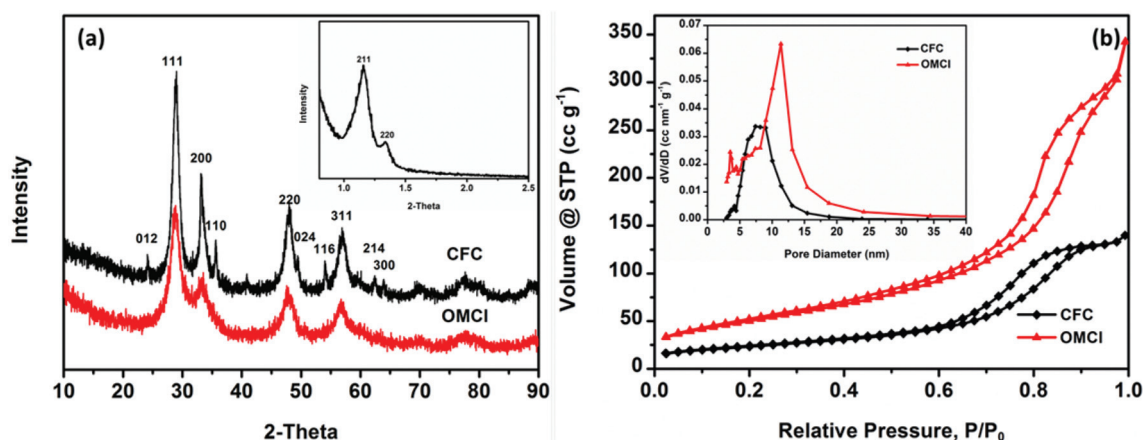 (a)
111
200
110
012
220
024
116
311
214
300
CFC
OMCI
Intensity
10 20 30 40 50 60 70 80 90
2-Theta
211
220
Intensity
1.0 1.5 2.0 2.5
2-Theta
(b)
Volume @ STP (cc g⁻¹)
350
300
250
200
150
100
50
0
0.0 0.2 0.4 0.6 0.8 1.0
Relative Pressure, P/P₀
CFC
OMCI
dV/dD (cc nm⁻¹ g⁻¹)
0.07
0.06
0.05
0.04
0.03
0.02
0.01
0.00
0 5 10 15 20 25 30 35 40
Pore Diameter (nm)
CFC
OMCI